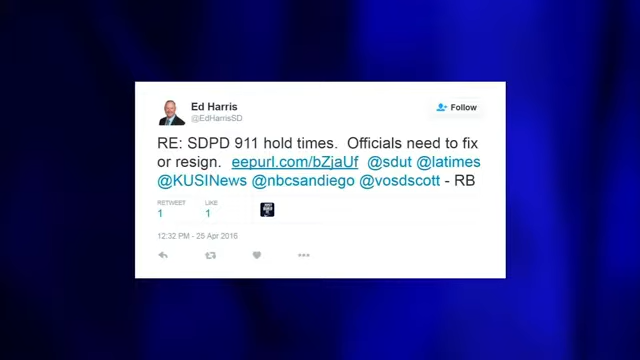 Ed Harris
@EdHarrisSD
Follow
RE: SDPD 911 hold times. Officials need to fix
or resign. eepurl.com/bZjaUf @sdut @latimes
@KUSINews @nbcsandiego @vosdscott - RB
RETWEET LIKE
1 1
12:32 PM - 25 Apr 2016